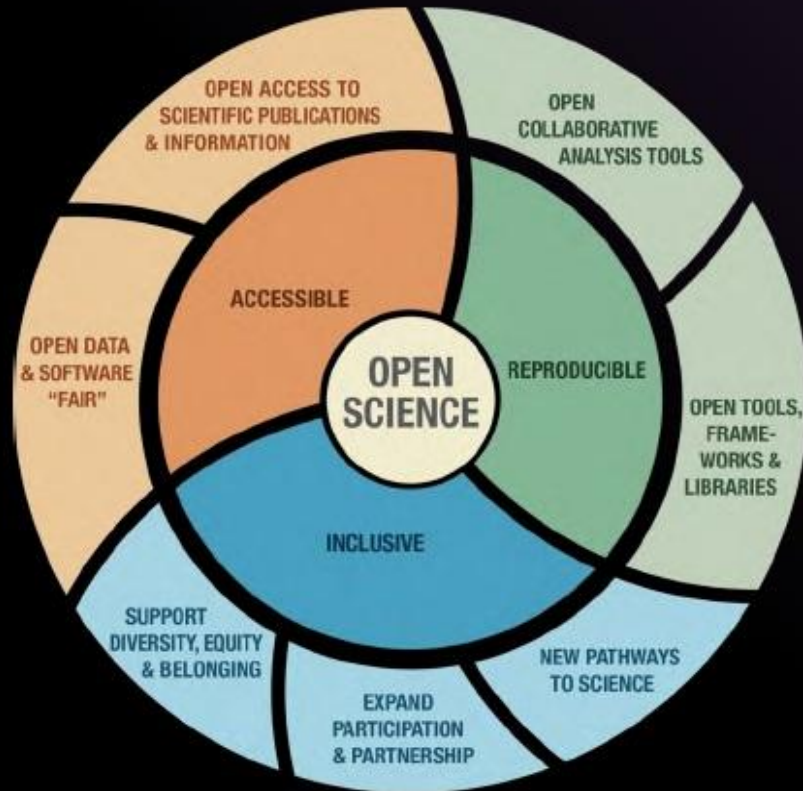 OPEN ACCESS TO
SCIENTIFIC PUBLICATIONS
& INFORMATION
OPEN
COLLABORATIVE
ANALYSIS TOOLS
ACCESSIBLE
OPEN DATA
& SOFTWARE
“FAIR”
OPEN
SCIENCE
REPRODUCIBLE
OPEN TOOLS,
FRAME-
WORKS &
LIBRARIES
INCLUSIVE
SUPPORT
DIVERSITY, EQUITY
& BELONGING
EXPAND
PARTICIPATION
& PARTNERSHIP
NEW PATHWAYS
TO SCIENCE